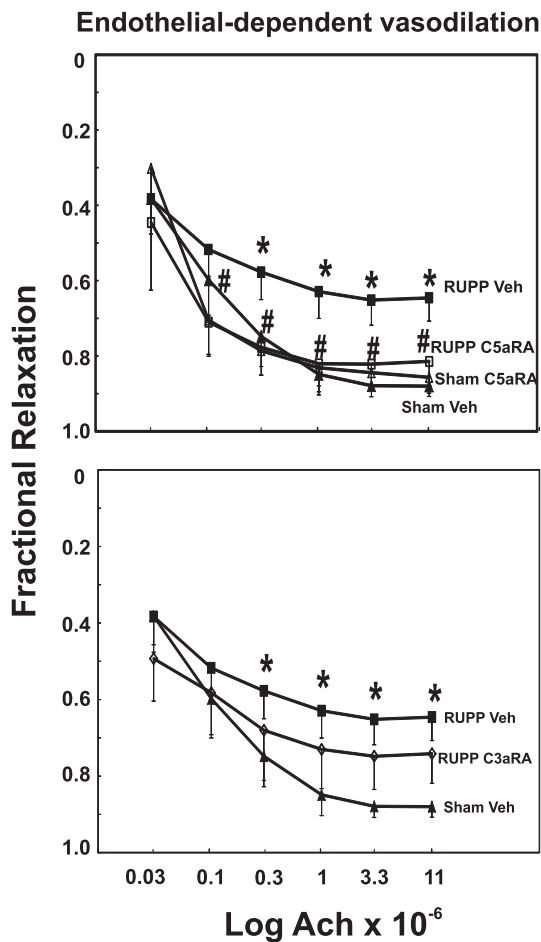 Endothelial-dependent vasodilation
Fractional Relaxation
0
0.2
0.4
0.6
0.8
1.0
* * * *
# # # # #
RUPP Veh
RUPP C5aRA
Sham C5aRA
Sham Veh
0
0.2
0.4
0.6
0.8
1.0
* * * *
RUPP Veh
RUPP C3aRA
Sham Veh
0.03 0.1 0.3 1 3.3 11
Log Ach x 10⁻⁶